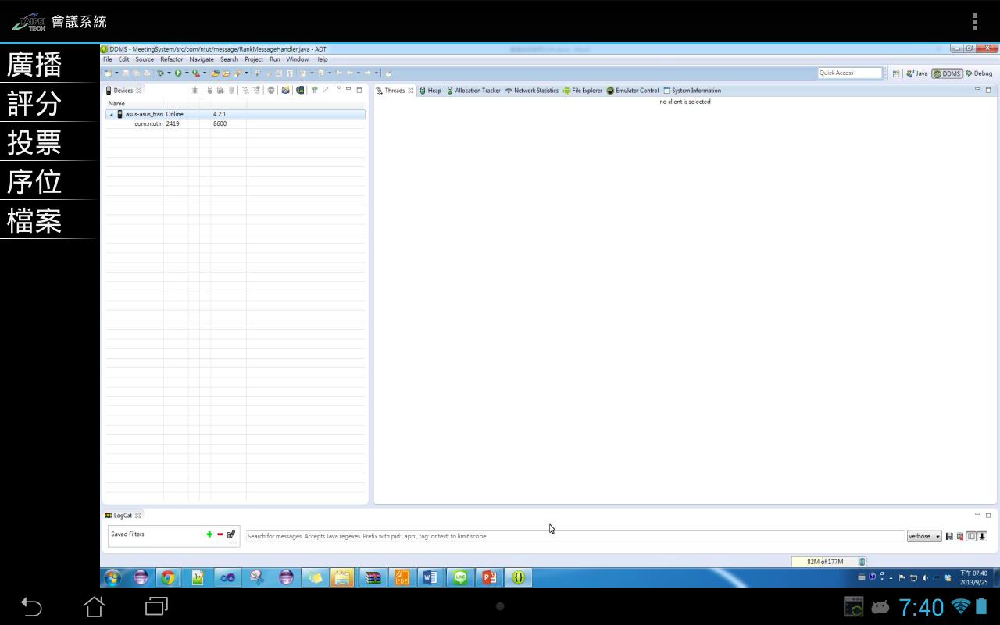 TAIPEI TECH 會議系統
廣播
評分
投票
序位
檔案
DDMS - MeetingSystem/src/com/ntut/message/RankMessageHandler.java - ADT
File Edit Source Refactor Navigate Search Project Run Window Help
Quick Access Java DDMS Debug
Devices
Name
asus-asus_tran Online 4.2.1
com.ntut.m 2419 8600
Threads Heap Allocation Tracker Network Statistics File Explorer Emulator Control System Information
no client is selected
LogCat
Saved Filters
Search for messages. Accepts Java regexes. Prefix with pid:, app:, tag: or text: to limit scope.
verbose
82M of 177M
下午 07:40
2013/9/25
7:40